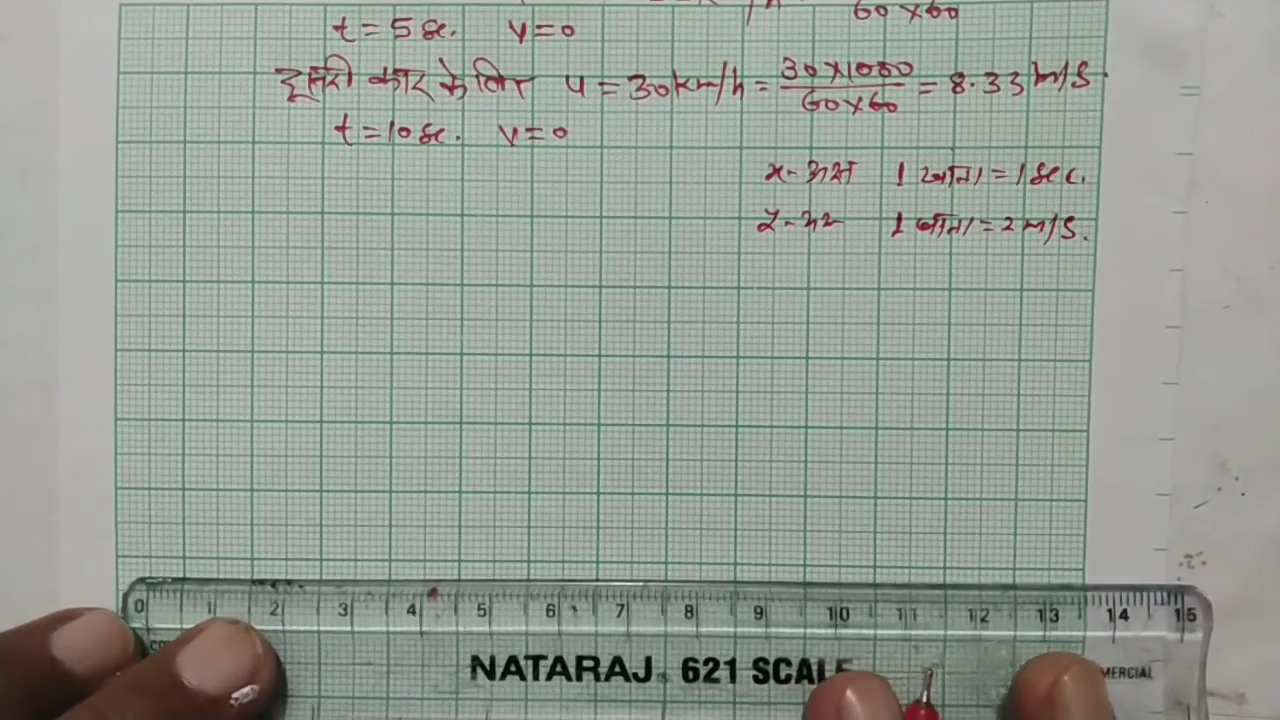 60 x 60
t = 5 sec. v = 0
दूसरी कार के लिए u = 30 km/h = 30 x 1000 / 60 x 60 = 8.33 m/s.
t = 10 sec. v = 0
x - अक्ष 1 खाना = 1 sec.
1 खाना = 2 m/s.
0 1 2 3 4 5 6 7 8 9 10 11 12 13 14 15
NATARAJ 621 SCALE